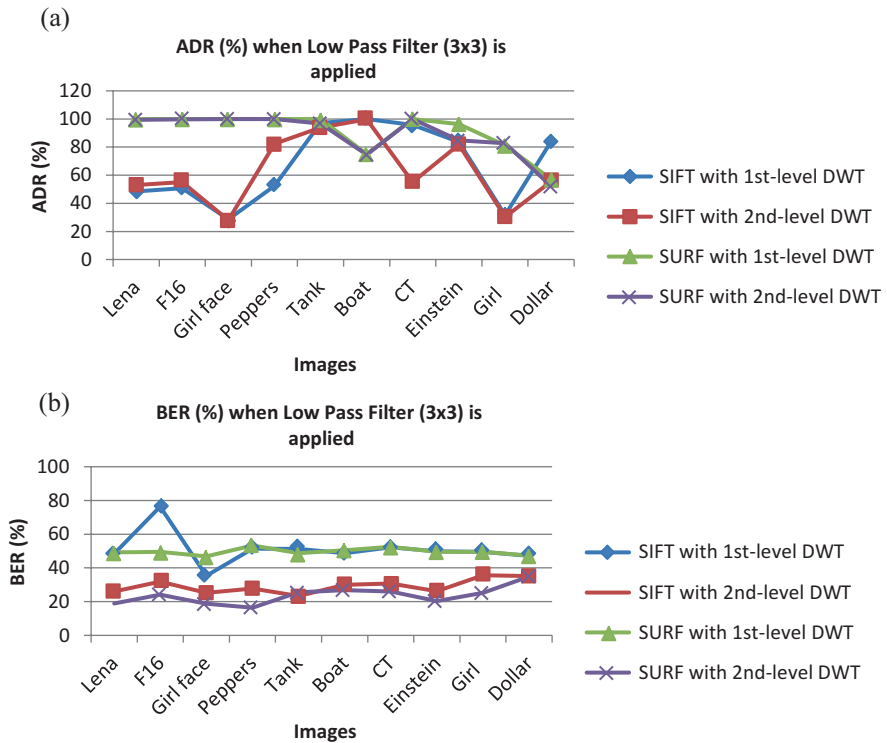 (a)
ADR (%) when Low Pass Filter (3x3) is
applied
120
100
80
60
40
20
0
ADR (%)
Lena
F16
Girl face
Peppers
Tank
Boat
CT
Einstein
Girl
Dollar
Images
SIFT with 1st-level DWT
SIFT with 2nd-level DWT
SURF with 1st-level DWT
SURF with 2nd-level DWT
(b)
BER (%) when Low Pass Filter (3x3) is
applied
100
80
60
40
20
0
BER (%)
Lena
F16
Girl face
Peppers
Tank
Boat
CT
Einstein
Girl
Dollar
Images
SIFT with 1st-level DWT
SIFT with 2nd-level DWT
SURF with 1st-level DWT
SURF with 2nd-level DWT